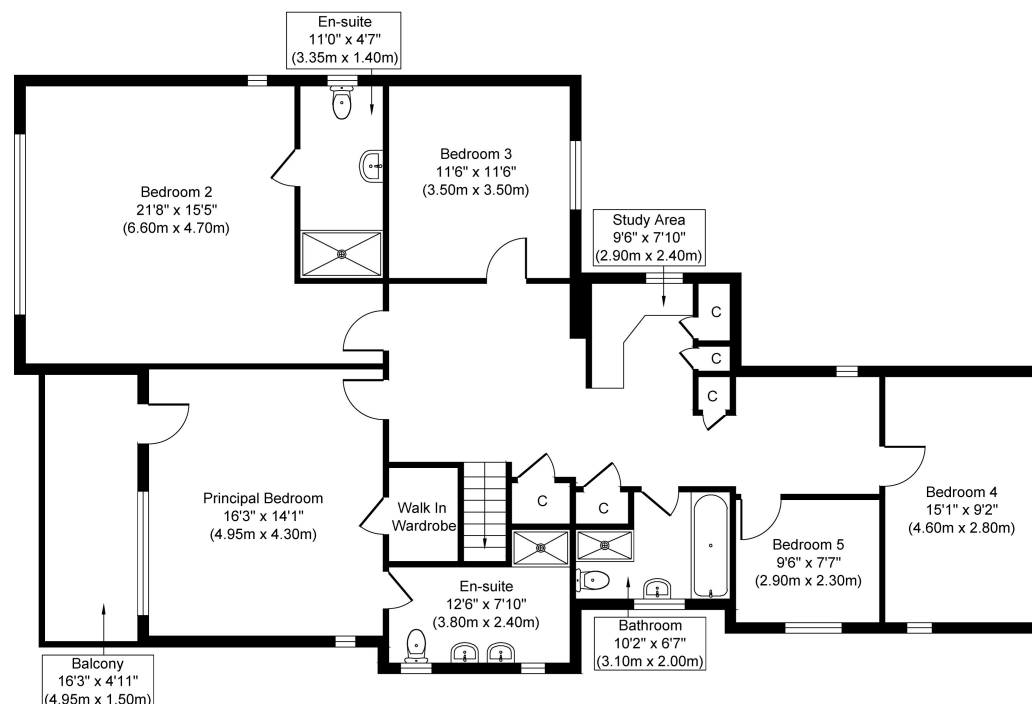 En-suite
11'0" x 4'7"
(3.35m x 1.40m)
Bedroom 2
21'8" x 15'5"
(6.60m x 4.70m)
Bedroom 3
11'6" x 11'6"
(3.50m x 3.50m)
Study Area
9'6" x 7'10"
(2.90m x 2.40m)
C
C
C
Principal Bedroom
16'3" x 14'1"
(4.95m x 4.30m)
Walk In
Wardrobe
C
C
Bedroom 4
15'1" x 9'2"
(4.60m x 2.80m)
Bedroom 5
9'6" x 7'7"
(2.90m x 2.30m)
En-suite
12'6" x 7'10"
(3.80m x 2.40m)
Bathroom
10'2" x 6'7"
(3.10m x 2.00m)
Balcony
16'3" x 4'11"
(4.95m x 1.50m)